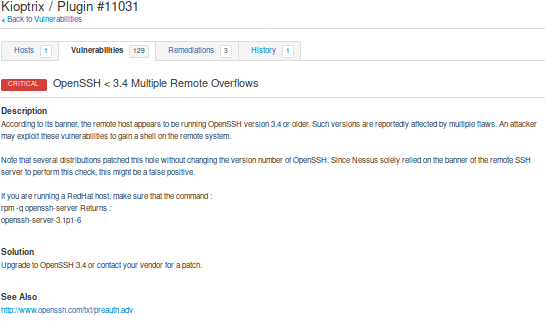 Kioptrix / Plugin #11031
‹ Back to Vulnerabilities
Hosts 1 Vulnerabilities 129 Remediations 3 History 1
CRITICAL OpenSSH < 3.4 Multiple Remote Overflows
Description
According to its banner, the remote host appears to be running OpenSSH version 3.4 or older. Such versions are reportedly affected by multiple flaws. An attacker
may exploit these vulnerabilities to gain a shell on the remote system.
Note that several distributions patched this hole without changing the version number of OpenSSH. Since Nessus solely relied on the banner of the remote SSH
server to perform this check, this might be a false positive.
If you are running a RedHat host, make sure that the command :
rpm -q openssh-server Returns :
openssh-server-3.1p1-6
Solution
Upgrade to OpenSSH 3.4 or contact your vendor for a patch.
See Also
http://www.openssh.com/txt/preauth.adv